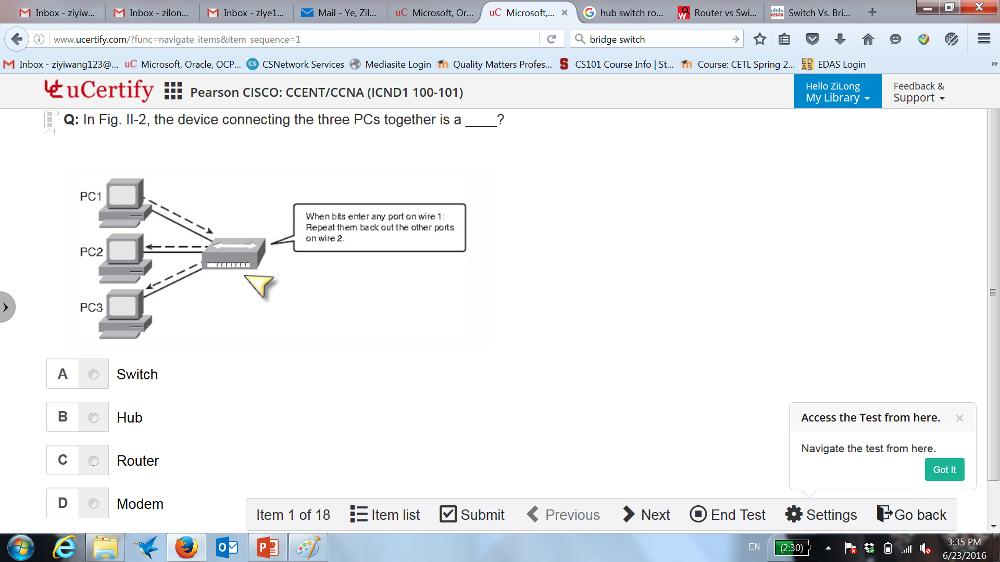 Inbox - ziyiw...
Inbox - zilon...
Inbox - zlye1...
Mail - Ye, Zil...
uC Microsoft, Or...
uC Microsoft,...
hub switch ro...
Router vs Swi...
Switch Vs. Bri...
www.ucertify.com/?func=navigate_items&item_sequence=1
bridge switch
Inbox - ziyiwang123@...
uC Microsoft, Oracle, OCP...
CS CSNetwork Services
Mediasite Login
Quality Matters Profes...
S CS101 Course Info | St...
Course: CETL Spring 2...
EDAS EDAS Login
uCertify
Pearson CISCO: CCENT/CCNA (ICND1 100-101)
Hello ZiLong
My Library
Feedback &
Support
Q: In Fig. II-2, the device connecting the three PCs together is a ____?
PC1
When bits enter any port on wire 1:
Repeat them back out the other ports
on wire 2.
PC2
PC3
A Switch
B Hub
C Router
D Modem
Access the Test from here.
Navigate the test from here.
Got It
Item 1 of 18
Item list
Submit
Previous
Next
End Test
Settings
Go back
EN
(2:30)
3:35 PM
6/23/2016